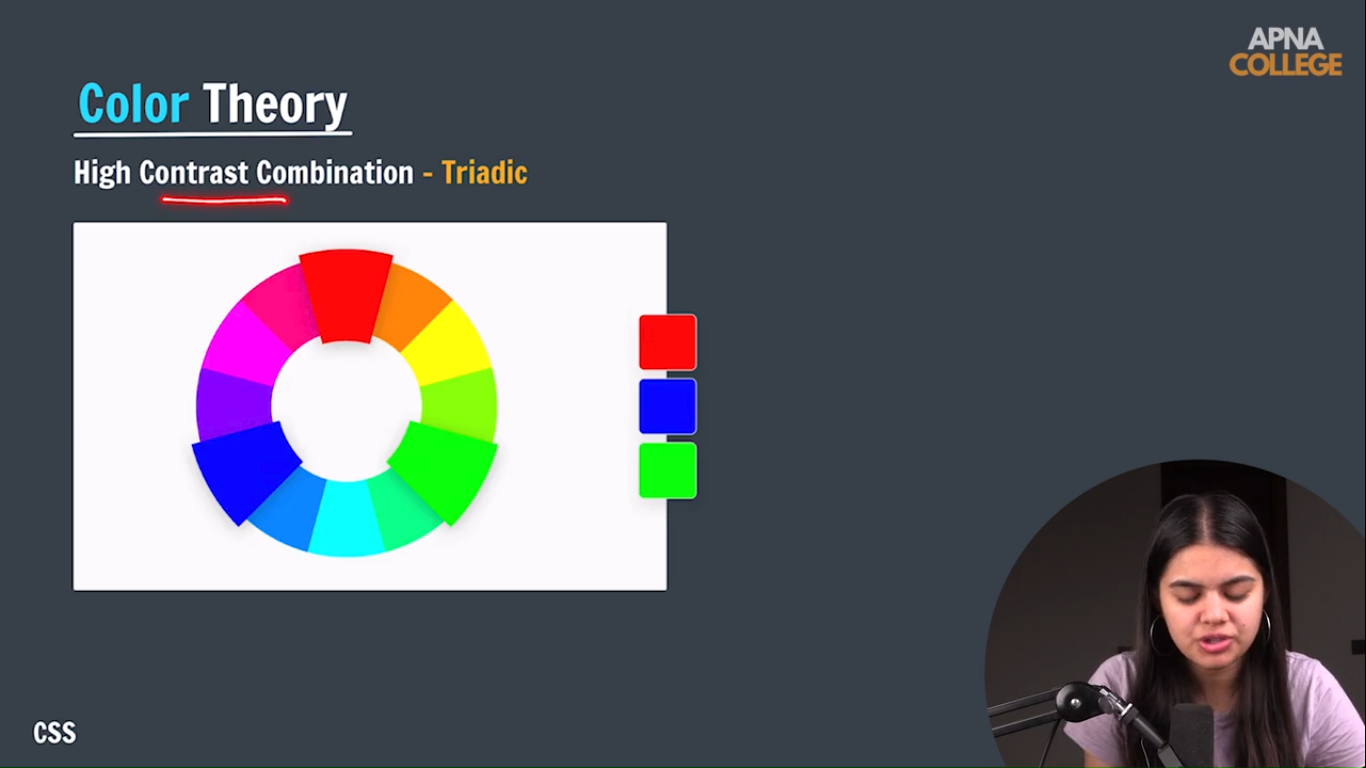 APNA
COLLEGE
Color Theory
High Contrast Combination - Triadic
CSS